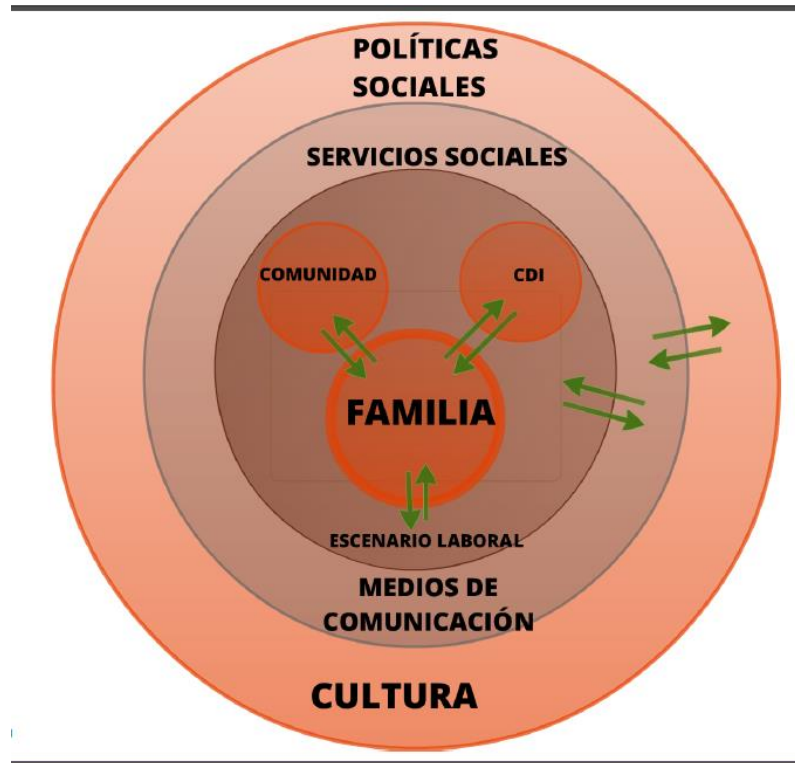 POLÍTICAS
SOCIALES
SERVICIOS SOCIALES
COMUNIDAD
CDI
FAMILIA
ESCENARIO LABORAL
MEDIOS DE
COMUNICACIÓN
CULTURA